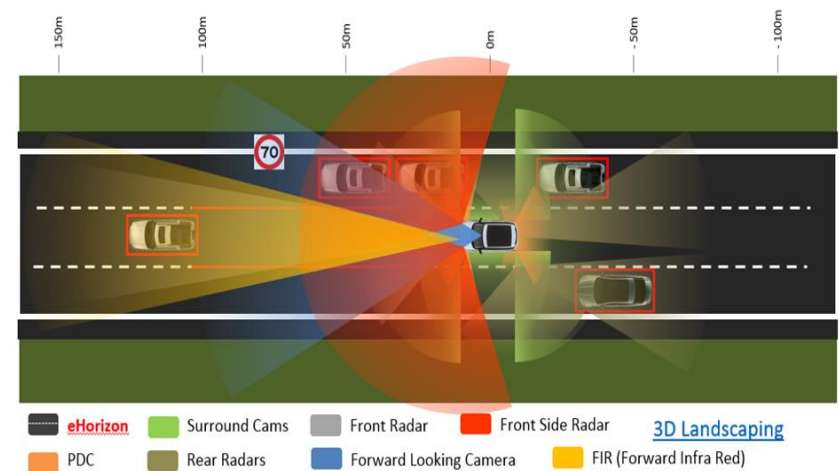 150m 100m 50m 0m - 50m - 100m
70
eHorizon Surround Cams Front Radar Front Side Radar 3D Landscaping
PDC Rear Radars Forward Looking Camera FIR (Forward Infra Red)